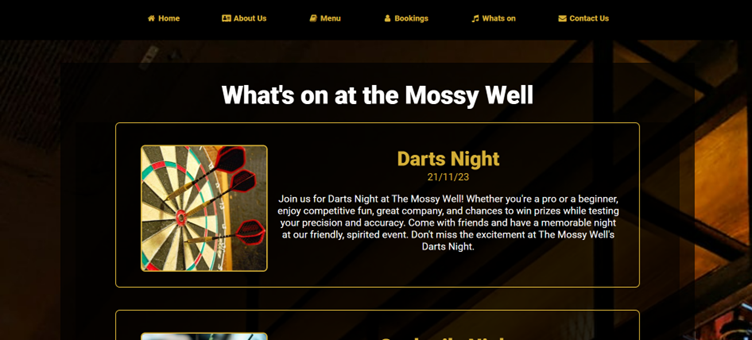 Home About Us Menu Bookings Whats on Contact Us
What's on at the Mossy Well
Darts Night
21/11/23
Join us for Darts Night at The Mossy Well! Whether you're a pro or a beginner,
enjoy competitive fun, great company, and chances to win prizes while testing
your precision and accuracy. Come with friends and have a memorable night
at our friendly, spirited event. Don't miss the excitement at The Mossy Well's
Darts Night.